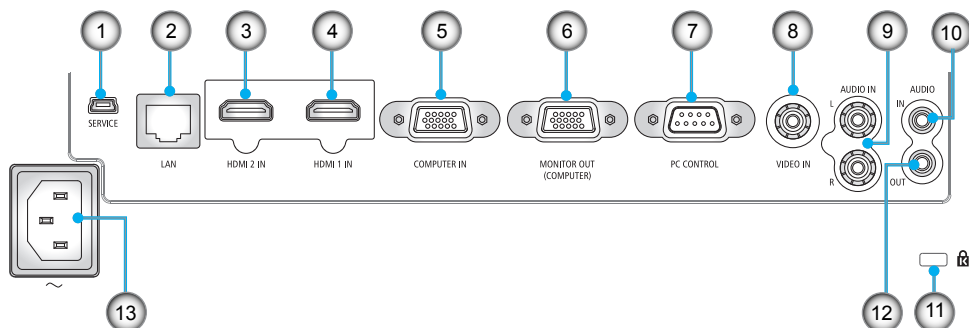 1 2 3 4 5 6 7 8 9 10
SERVICE
LAN
HDMI 2 IN
HDMI 1 IN
COMPUTER IN
MONITOR OUT
(COMPUTER)
PC CONTROL
VIDEO IN
AUDIO IN
L
R
AUDIO
IN
OUT
K
13 12 11